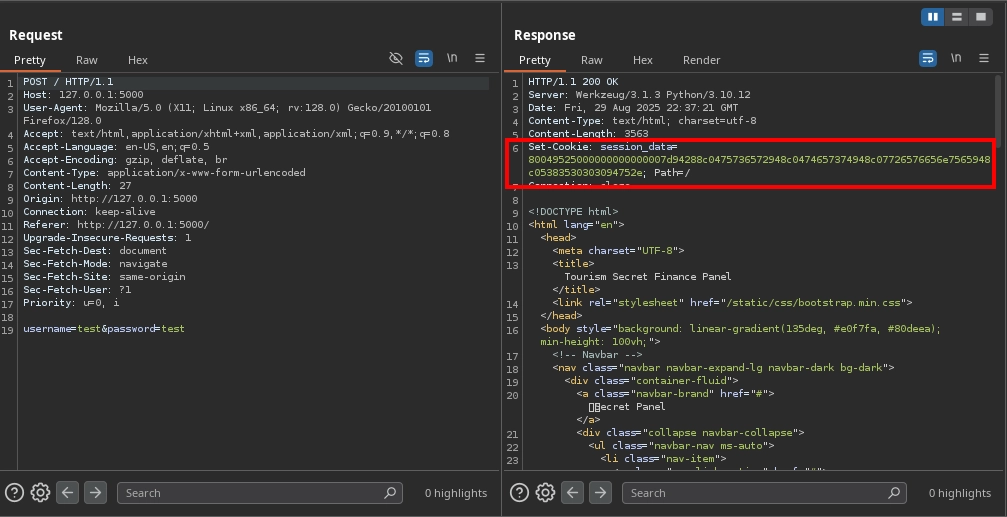 Request
Pretty Raw Hex \n
1 POST / HTTP/1.1
2 Host: 127.0.0.1:5000
3 User-Agent: Mozilla/5.0 (X11; Linux x86_64; rv:128.0) Gecko/20100101
Firefox/128.0
4 Accept: text/html,application/xhtml+xml,application/xml;q=0.9,*/*;q=0.8
5 Accept-Language: en-US,en;q=0.5
6 Accept-Encoding: gzip, deflate, br
7 Content-Type: application/x-www-form-urlencoded
8 Content-Length: 27
9 Origin: http://127.0.0.1:5000
10 Connection: keep-alive
11 Referer: http://127.0.0.1:5000/
12 Upgrade-Insecure-Requests: 1
13 Sec-Fetch-Dest: document
14 Sec-Fetch-Mode: navigate
15 Sec-Fetch-Site: same-origin
16 Sec-Fetch-User: ?1
17 Priority: u=0, i
18
19 username=test&password=test
Search
0 highlights
Response
Pretty Raw Hex Render \n
1 HTTP/1.1 200 OK
2 Server: Werkzeug/3.1.3 Python/3.10.12
3 Date: Fri, 29 Aug 2025 22:37:21 GMT
4 Content-Type: text/html; charset=utf-8
5 Content-Length: 3563
6 Set-Cookie: session_data=
80049525000000000000007d94288c0475736572948c0474657374948c07726576656e7565948
c05383530303094752e; Path=/
7 Connection: close
8
9 <!DOCTYPE html>
10 <html lang="en">
11 <head>
12 <meta charset="UTF-8">
13 <title>
Tourism Secret Finance Panel
</title>
14 <link rel="stylesheet" href="/static/css/bootstrap.min.css">
15 </head>
16 <body style="background: linear-gradient(135deg, #e0f7fa, #80deea);
min-height: 100vh;">
17 <!-- Navbar -->
18 <nav class="navbar navbar-expand-lg navbar-dark bg-dark">
19 <div class="container-fluid">
20 <a class="navbar-brand" href="#">
Secret Panel
</a>
21 <div class="collapse navbar-collapse">
22 <ul class="navbar-nav ms-auto">
23 <li class="nav-item">
Search
0 highlights